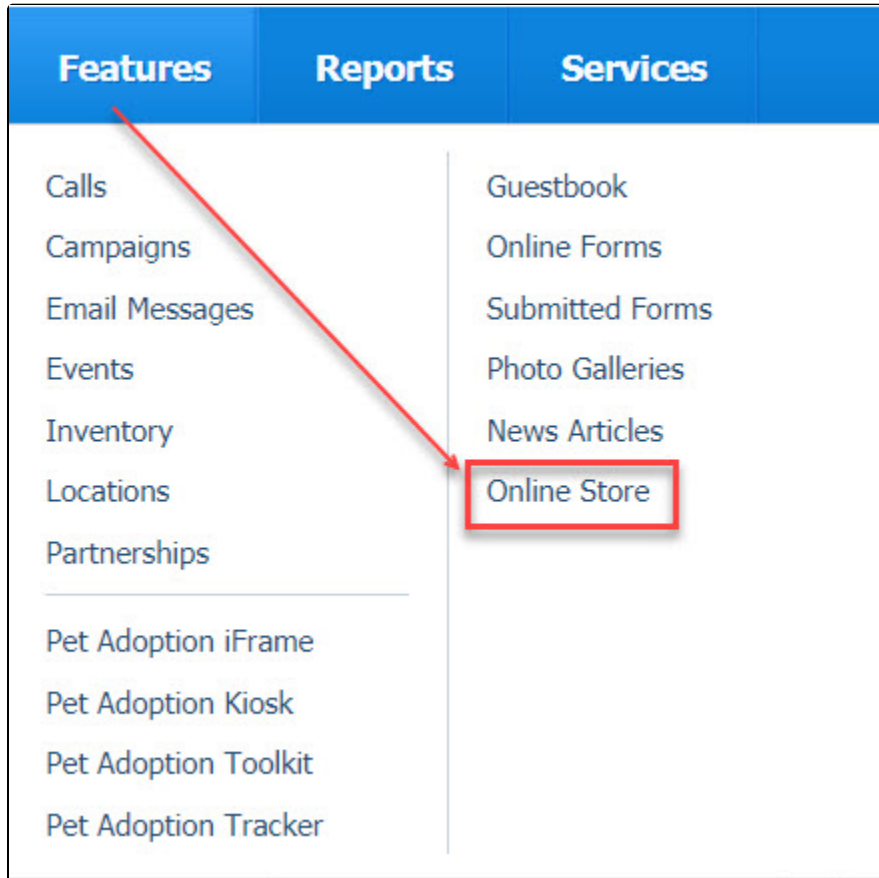 Features Reports Services
Calls
Campaigns
Email Messages
Events
Inventory
Locations
Partnerships
Pet Adoption iFrame
Pet Adoption Kiosk
Pet Adoption Toolkit
Pet Adoption Tracker
Guestbook
Online Forms
Submitted Forms
Photo Galleries
News Articles
Online Store